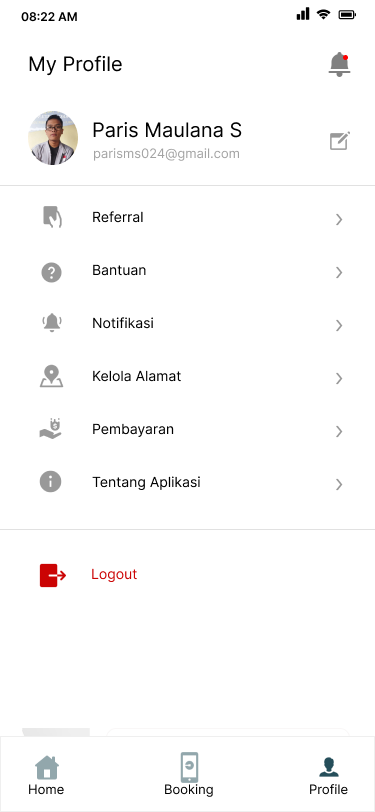 08:22 AM
My Profile
Paris Maulana S
parisms024@gmail.com
Referral
Bantuan
Notifikasi
Kelola Alamat
Pembayaran
Tentang Aplikasi
Logout
Home
Booking
Profile